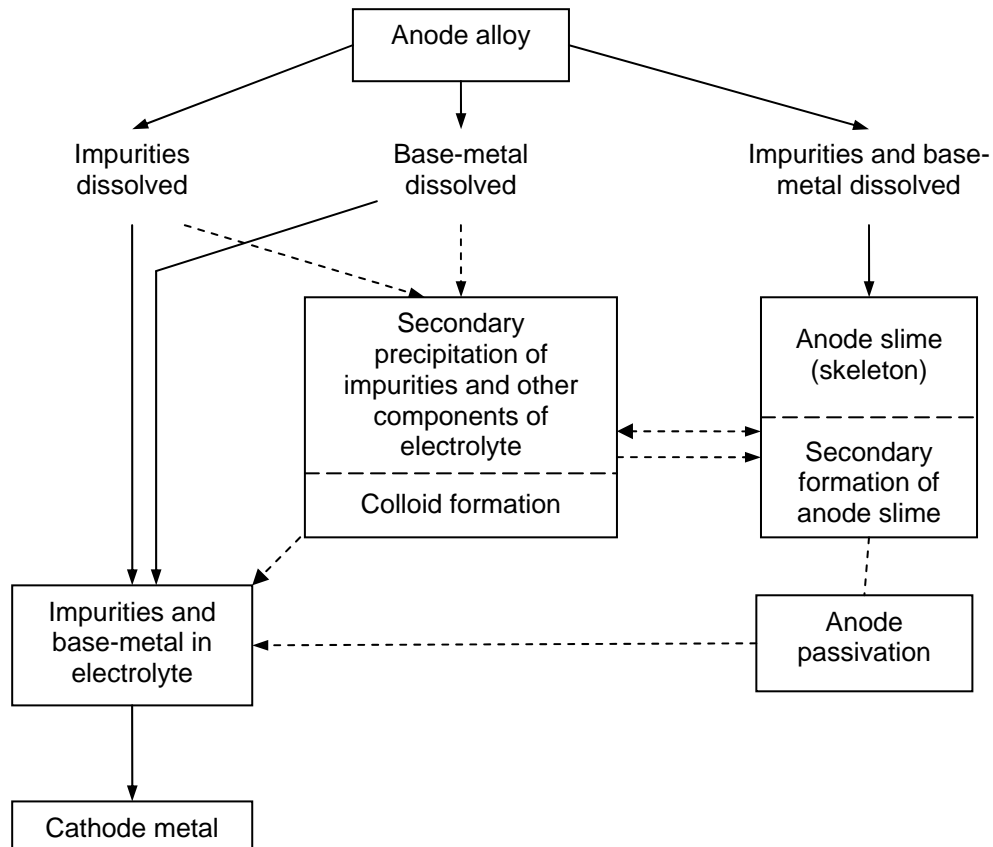 Anode alloy
Impurities
dissolved
Base-metal
dissolved
Impurities and base-
metal dissolved
Secondary
precipitation of
impurities and other
components of
electrolyte
Colloid formation
Anode slime
(skeleton)
Secondary
formation of
anode slime
Impurities and
base-metal in
electrolyte
Anode
passivation
Cathode metal